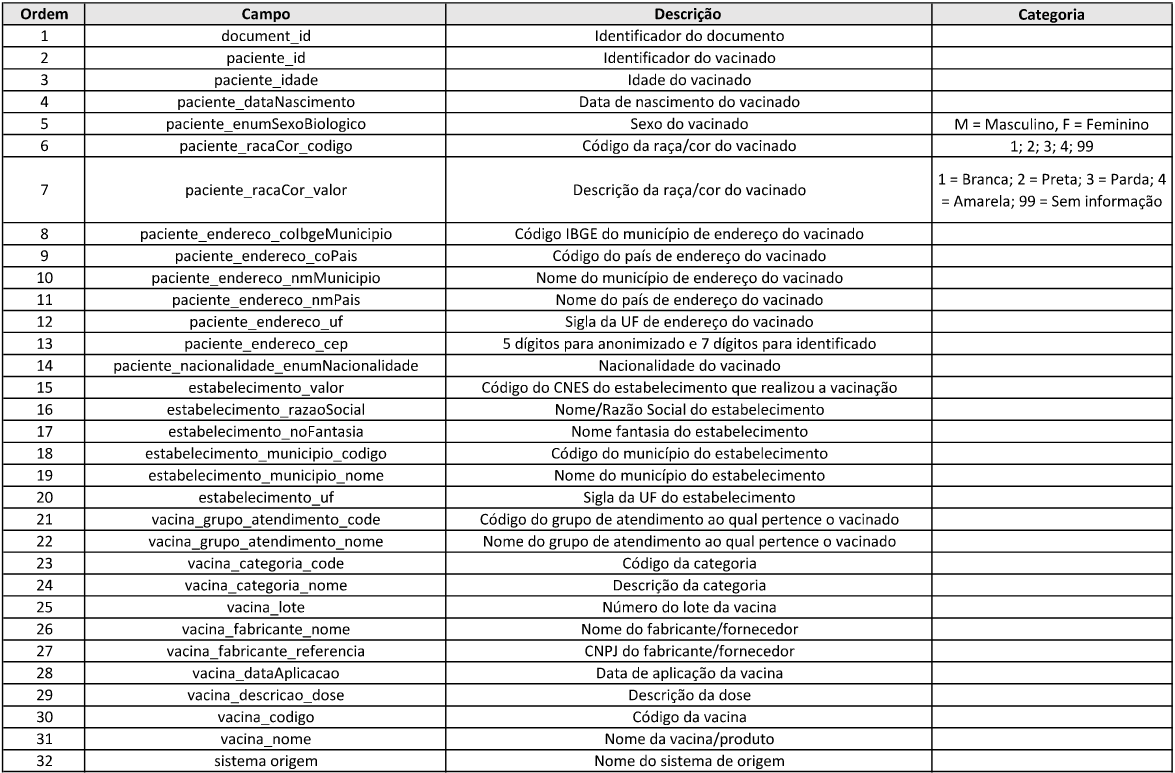 Ordem Campo Descrição Categoria
1 document_id Identificador do documento
2 paciente_id Identificador do vacinado
3 paciente_idade Idade do vacinado
4 paciente_dataNascimento Data de nascimento do vacinado
5 paciente_enumSexoBiologico Sexo do vacinado M = Masculino, F = Feminino
6 paciente_racaCor_codigo Código da raça/cor do vacinado 1; 2; 3; 4; 99
7 paciente_racaCor_valor Descrição da raça/cor do vacinado 1 = Branca; 2 = Preta; 3 = Parda; 4
= Amarela; 99 = Sem informação
8 paciente_endereco_coIbgeMunicipio Código IBGE do município de endereço do vacinado
9 paciente_endereco_coPais Código do país de endereço do vacinado
10 paciente_endereco_nmMunicipio Nome do município de endereço do vacinado
11 paciente_endereco_nmPais Nome do país de endereço do vacinado
12 paciente_endereco_uf Sigla da UF de endereço do vacinado
13 paciente_endereco_cep 5 dígitos para anonimizado e 7 dígitos para identificado
14 paciente_nacionalidade_enumNacionalidade Nacionalidade do vacinado
15 estabelecimento_valor Código do CNES do estabelecimento que realizou a vacinação
16 estabelecimento_razaoSocial Nome/Razão Social do estabelecimento
17 estabelecimento_noFantasia Nome fantasia do estabelecimento
18 estabelecimento_municipio_codigo Código do município do estabelecimento
19 estabelecimento_municipio_nome Nome do município do estabelecimento
20 estabelecimento_uf Sigla da UF do estabelecimento
21 vacina_grupo_atendimento_code Código do grupo de atendimento ao qual pertence o vacinado
22 vacina_grupo_atendimento_nome Nome do grupo de atendimento ao qual pertence o vacinado
23 vacina_categoria_code Código da categoria
24 vacina_categoria_nome Descrição da categoria
25 vacina_lote Número do lote da vacina
26 vacina_fabricante_nome Nome do fabricante/fornecedor
27 vacina_fabricante_referencia CNPJ do fabricante/fornecedor
28 vacina_dataAplicacao Data de aplicação da vacina
29 vacina_descricao_dose Descrição da dose
30 vacina_codigo Código da vacina
31 vacina_nome Nome da vacina/produto
32 sistema origem Nome do sistema de origem